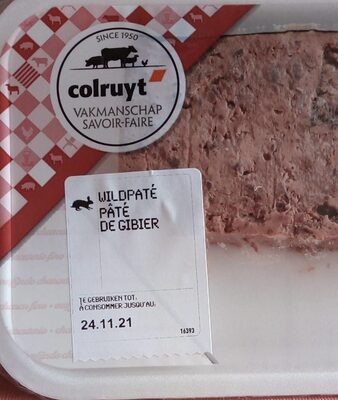 SINCE 1950
colruyt
VAKMANSCHAP
SAVOIR-FAIRE
WILDPATÉ
PÂTÉ
DE GIBIER
TE GEBRUIKEN TOT:
À CONSOMMER JUSQU'AU:
24.11.21
16393